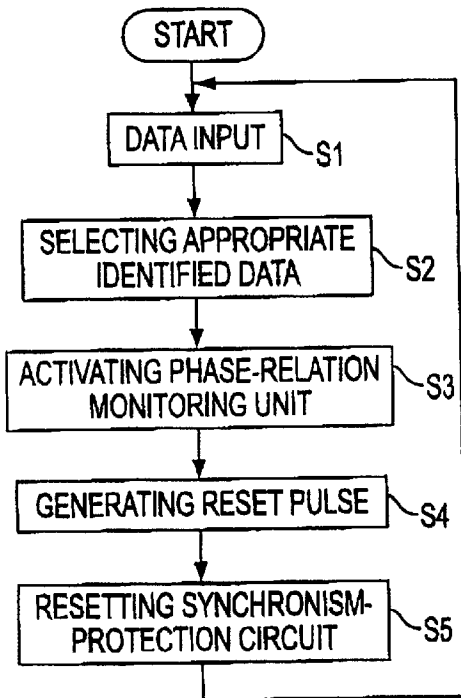 START
DATA INPUT
S1
SELECTING APPROPRIATE
IDENTIFIED DATA
S2
ACTIVATING PHASE-RELATION
MONITORING UNIT
S3
GENERATING RESET PULSE
S4
RESETTING SYNCHRONISM-
PROTECTION CIRCUIT
S5